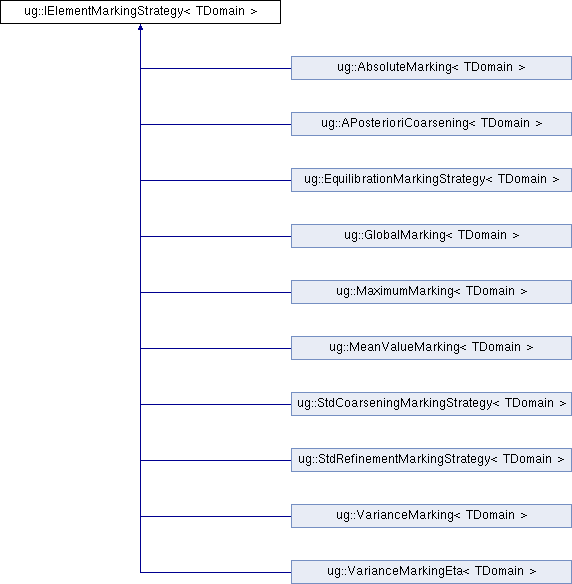 ug::IElementMarkingStrategy< TDomain >
ug::AbsoluteMarking< TDomain >
ug::APosterioriCoarsening< TDomain >
ug::EquilibrationMarkingStrategy< TDomain >
ug::GlobalMarking< TDomain >
ug::MaximumMarking< TDomain >
ug::MeanValueMarking< TDomain >
ug::StdCoarseningMarkingStrategy< TDomain >
ug::StdRefinementMarkingStrategy< TDomain >
ug::VarianceMarking< TDomain >
ug::VarianceMarkingEta< TDomain >